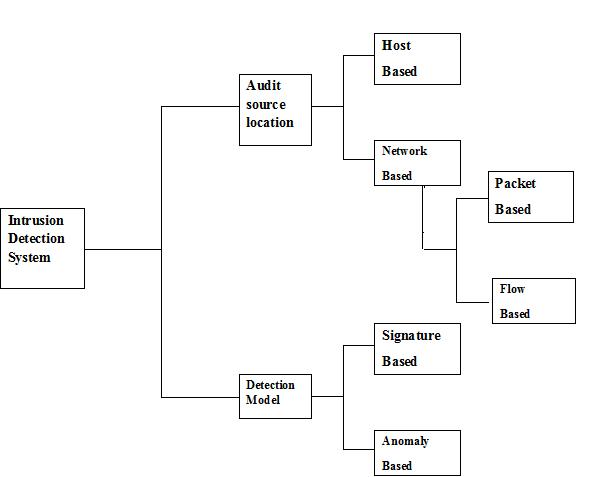 Host
Based
Audit
source
location
Network
Based
Packet
Based
Intrusion
Detection
System
Flow
Based
Signature
Based
Detection
Model
Anomaly
Based